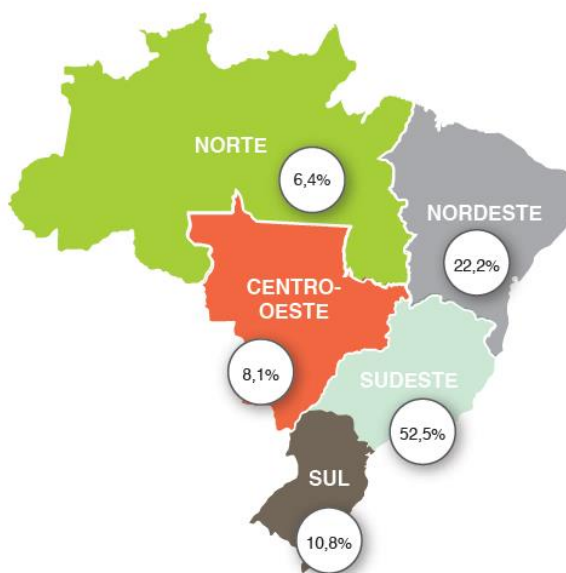 NORTE
6,4%
NORDESTE
22,2%
CENTRO-
OESTE
8,1%
SUDESTE
52,5%
SUL
10,8%